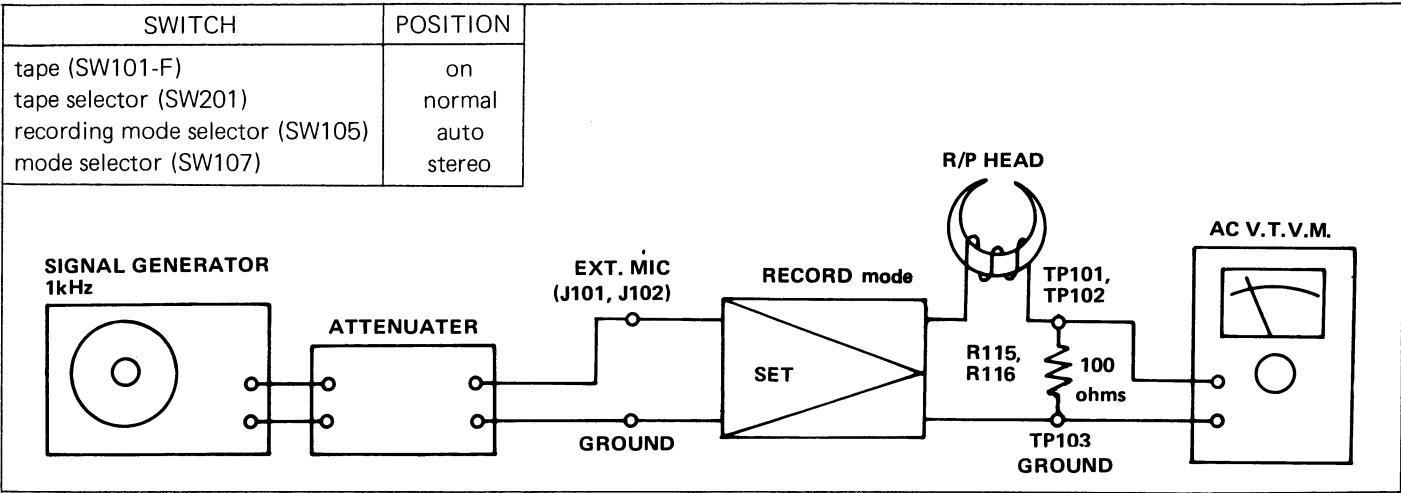 SWITCH POSITION
tape (SW101-F) on
tape selector (SW201) normal
recording mode selector (SW105) auto
mode selector (SW107) stereo
R/P HEAD
AC V.T.V.M.
SIGNAL GENERATOR
1kHz
EXT. MIC
(J101, J102)
RECORD mode
TP101,
TP102
ATTENUATER
R115,
R116
100
ohms
SET
GROUND
TP103
GROUND